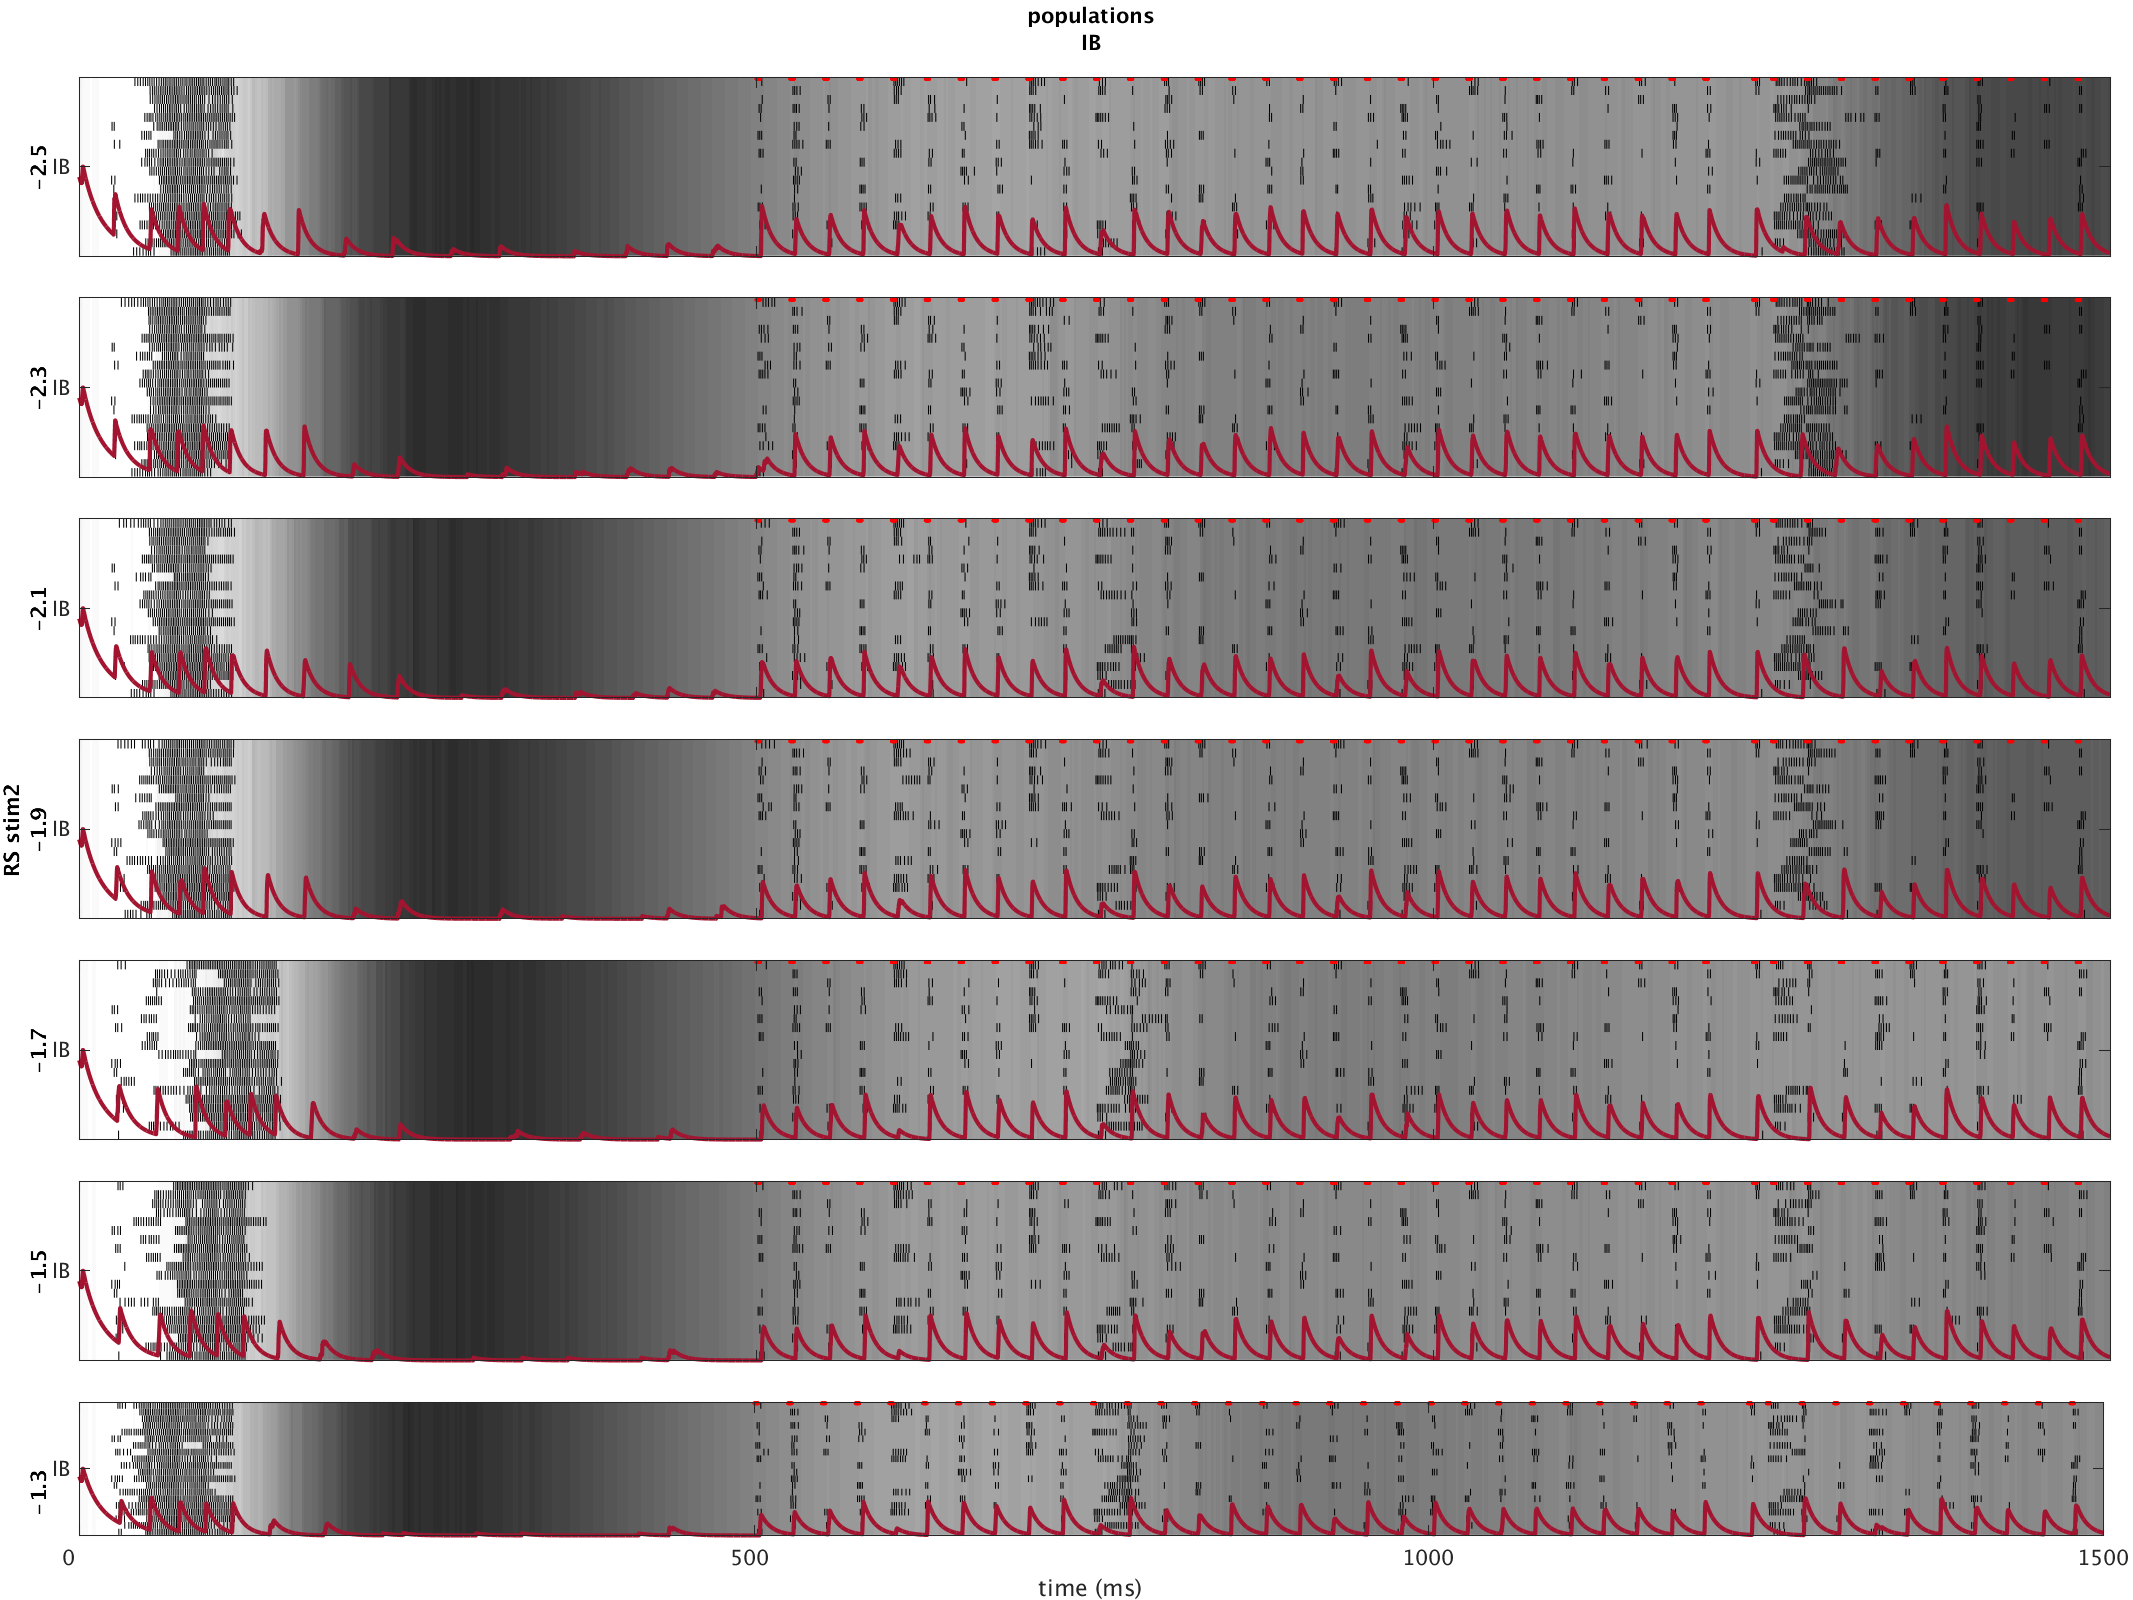 populations
IB
-2.5 IB
-2.3 IB
-2.1 IB
RS stim2
-1.9 IB
-1.7 IB
-1.5 IB
-1.3 IB
0 500 1000 1500
time (ms)